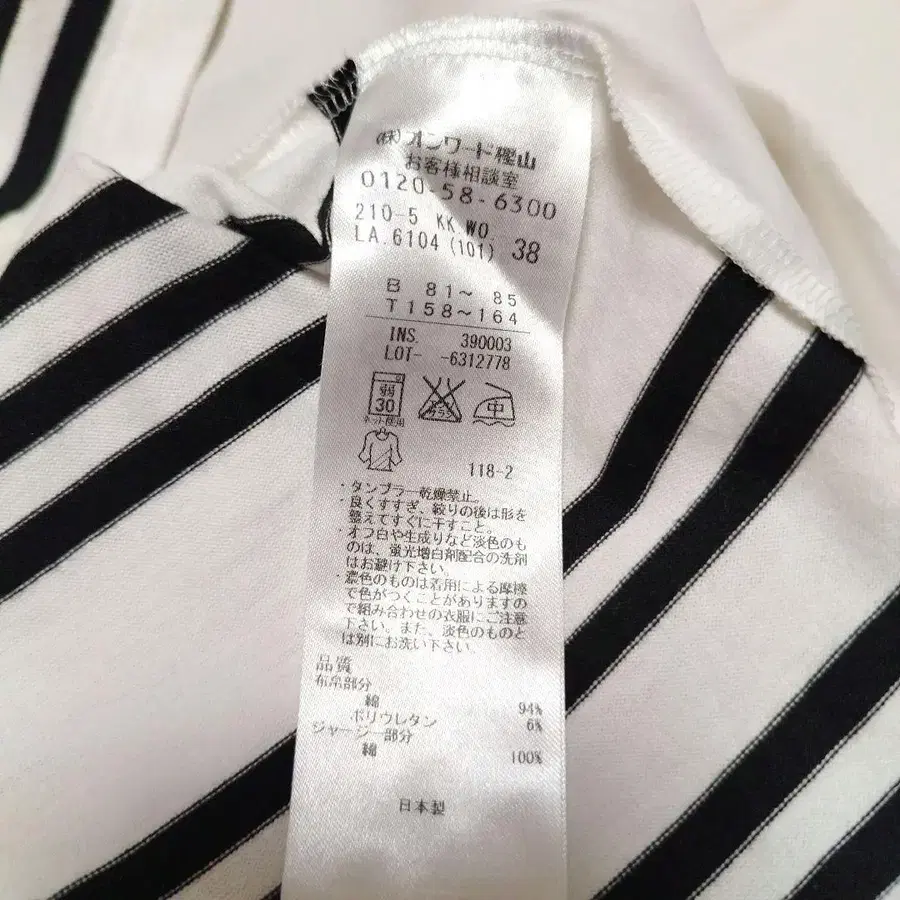 (株)オンワード樫山
お客様相談室
0120-58-6300
210-5 KK.WO
LA.6104(101) 38
B 81〜 85
T158〜164
INS. 390003
LOT- -6312778
弱
30
ネット使用
中
118-2
・タンブラー乾燥禁止。
・良くすすぎ、絞りの後は形を
整えてすぐに干すこと。
・オフ白や生成りなど淡色のも
のは、蛍光増白剤配合の洗剤
はお避け下さい。
・濃色のものは着用による摩擦
で色がつくことがありますの
で組み合わせの衣服にご注意
下さい。また、淡色のものと
は別にお洗い下さい。
品質
布帛部分
綿 94%
ポリウレタン 6%
ジャージー部分
綿 100%
日本製